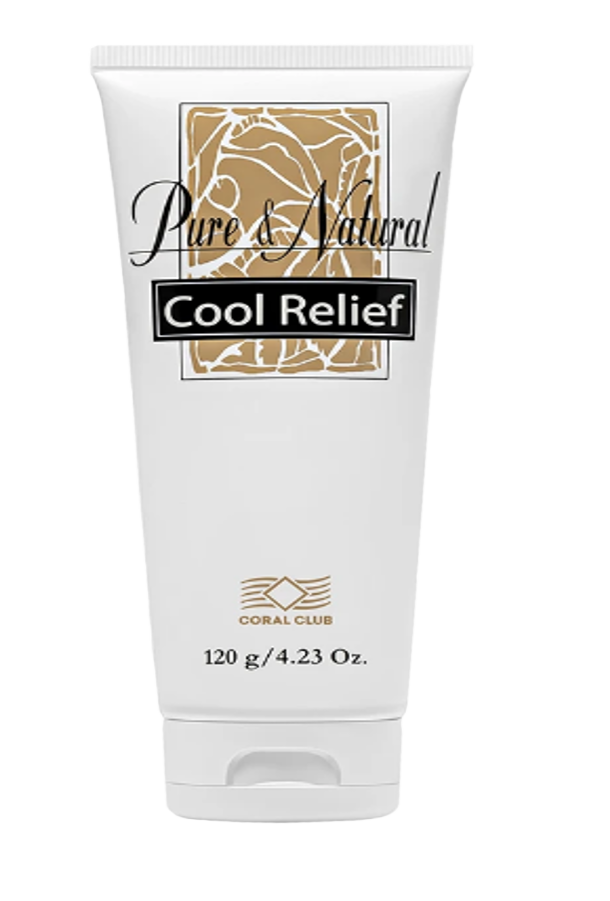 Pure & Natural
Cool Relief
CORAL CLUB
120 g/4.23 Oz.